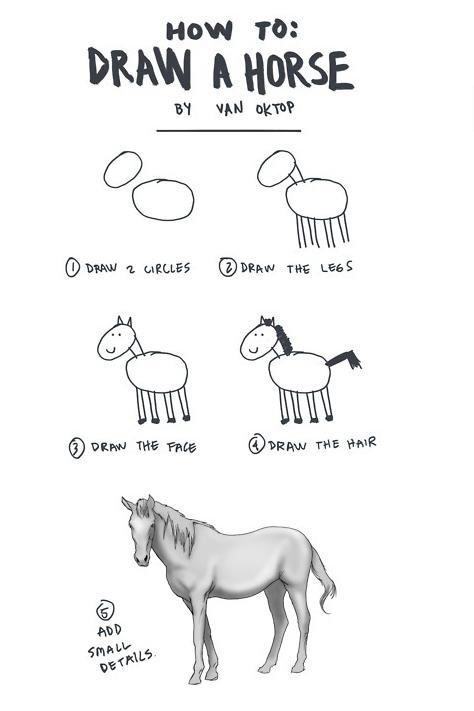 HOW TO:
DRAW A HORSE
BY VAN OKTOP
1 DRAW 2 CIRCLES
2 DRAW THE LEGS
3 DRAW THE FACE
4 DRAW THE HAIR
5
ADD
SMALL
DETAILS.